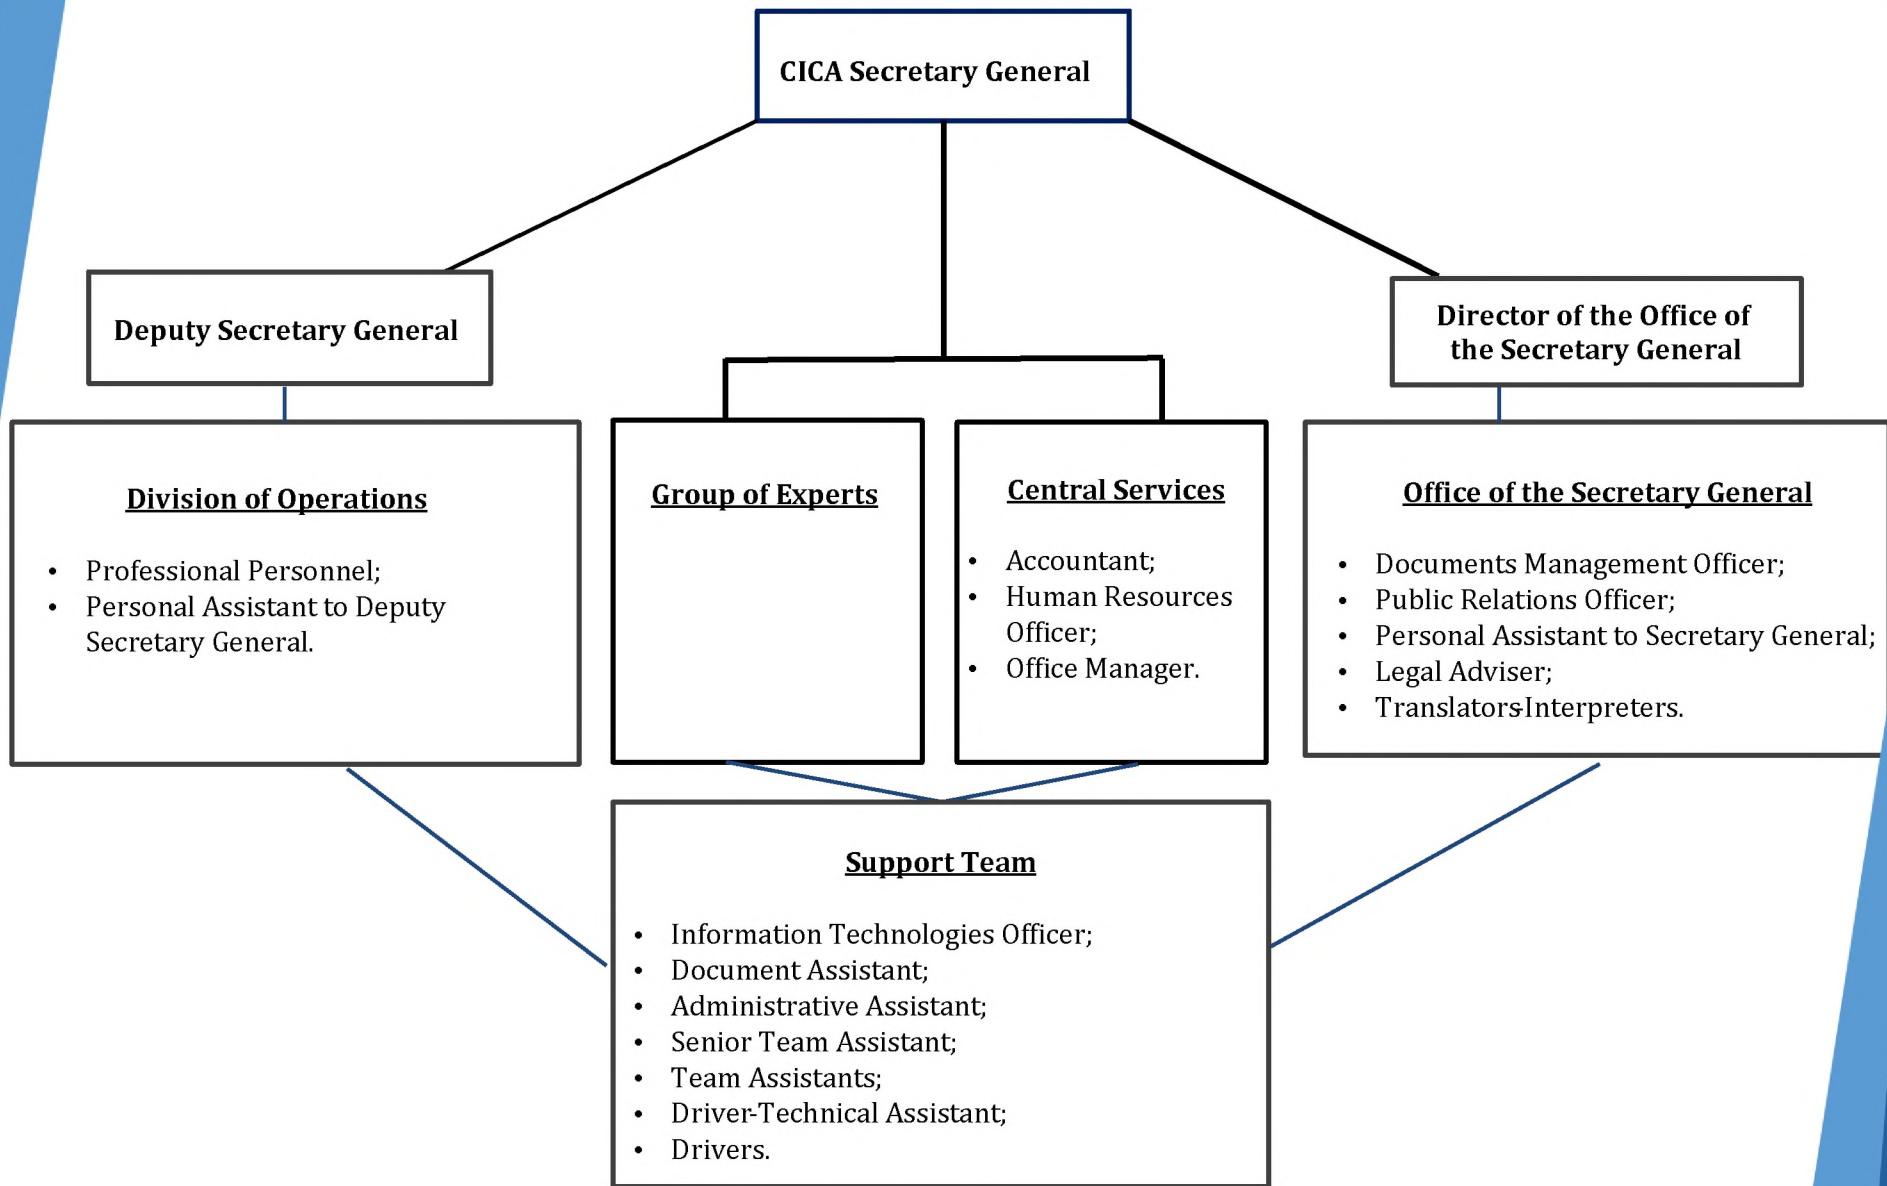 CICA Secretary General
Deputy Secretary General
Director of the Office of
the Secretary General
Division of Operations
• Professional Personnel;
• Personal Assistant to Deputy
Secretary General.
Group of Experts
Central Services
• Accountant;
• Human Resources
Officer;
• Office Manager.
Office of the Secretary General
• Documents Management Officer;
• Public Relations Officer;
• Personal Assistant to Secretary General;
• Legal Adviser;
• Translators-Interpreters.
Support Team
• Information Technologies Officer;
• Document Assistant;
• Administrative Assistant;
• Senior Team Assistant;
• Team Assistants;
• Driver-Technical Assistant;
• Drivers.